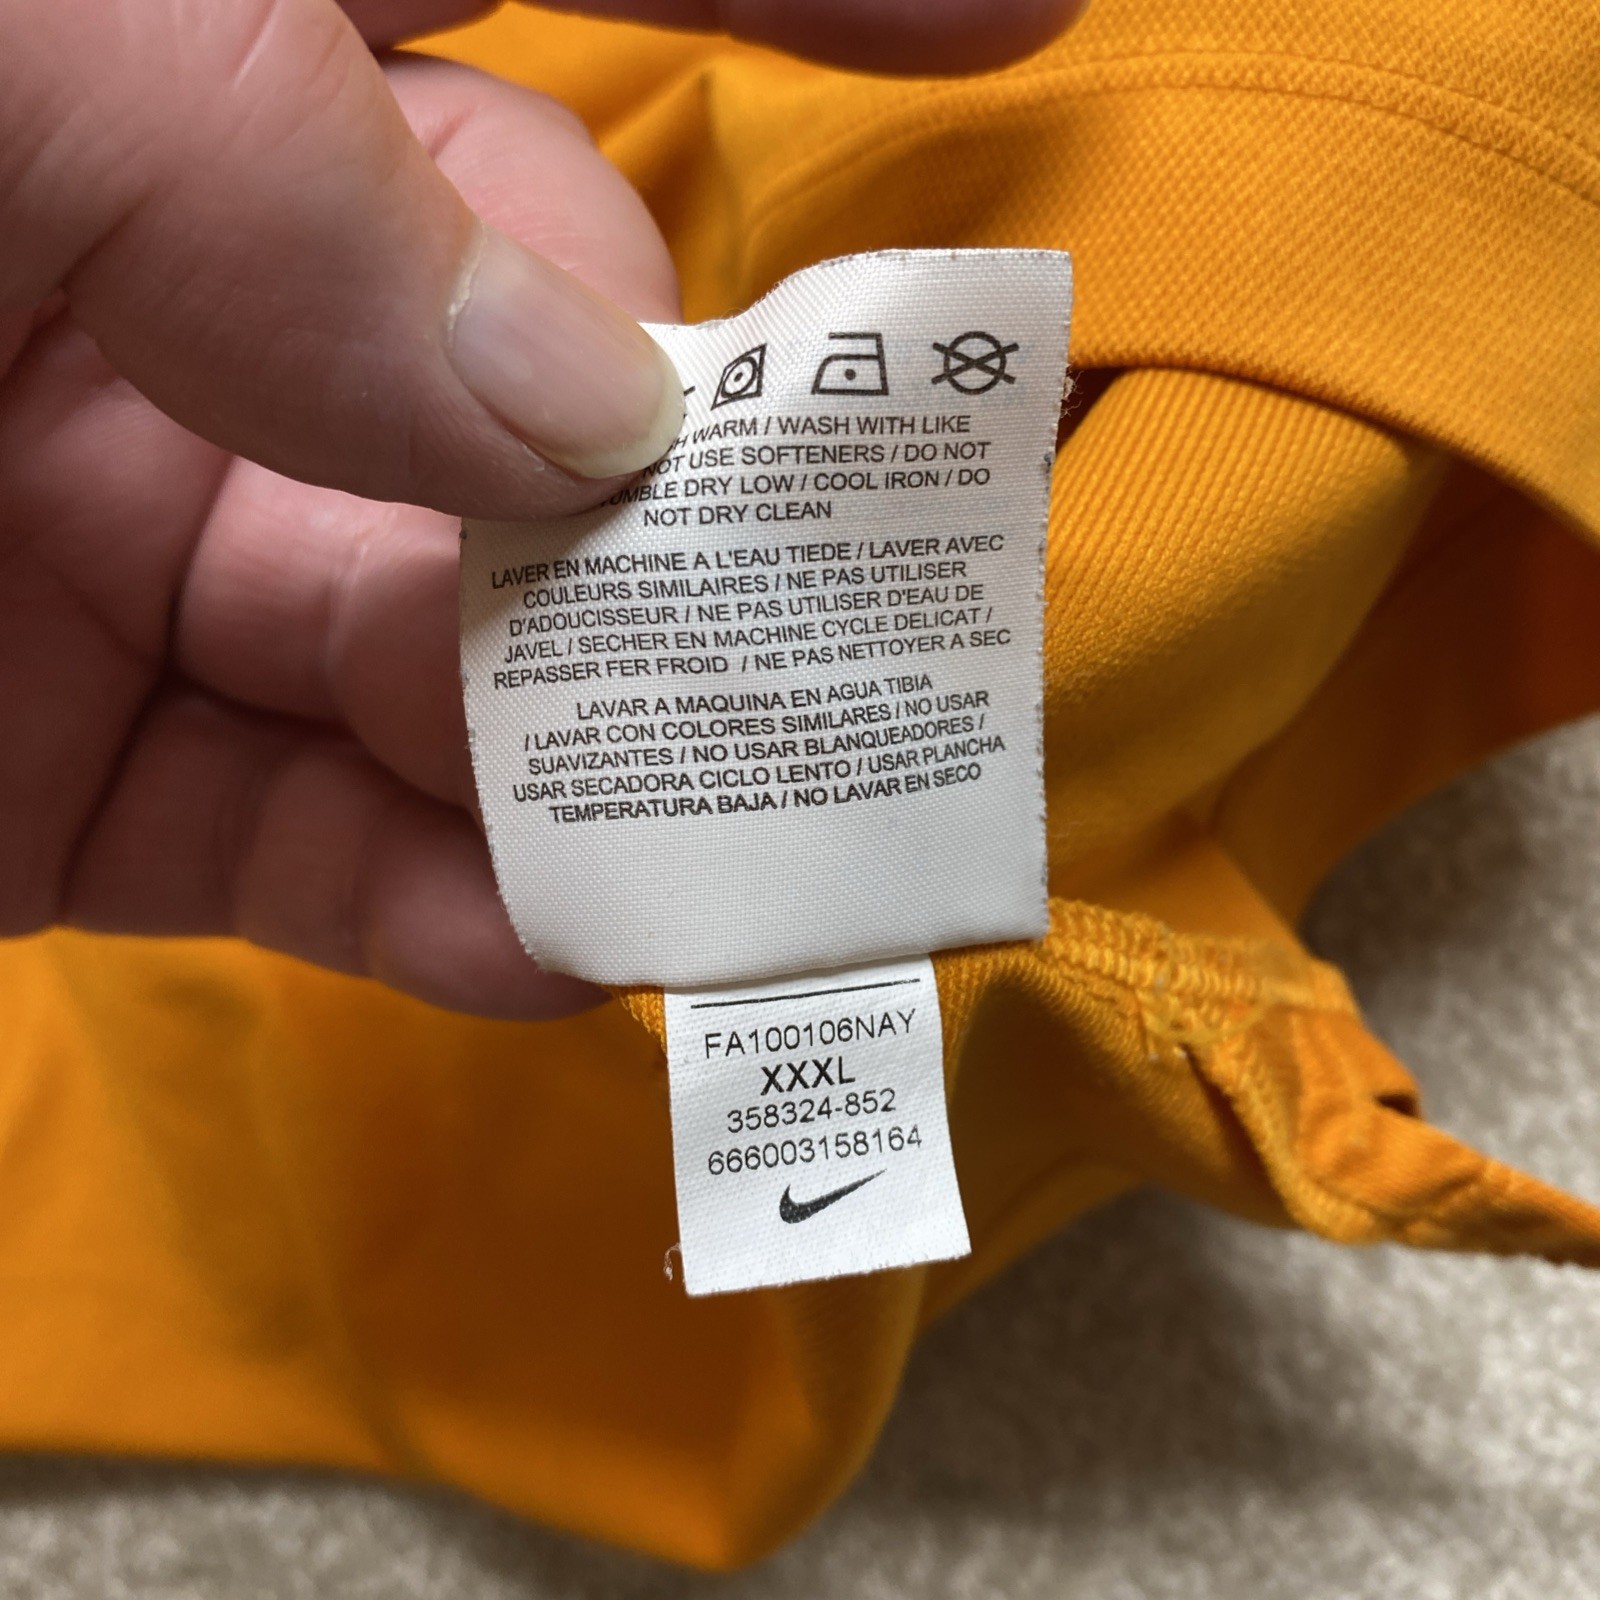 WARM / WASH WITH LIKE
NOT USE SOFTENERS / DO NOT
TUMBLE DRY LOW / COOL IRON / DO
NOT DRY CLEAN
LAVER EN MACHINE A L'EAU TIEDE / LAVER AVEC
COULEURS SIMILAIRES / NE PAS UTILISER
D'ADOUCISSEUR / NE PAS UTILISER D'EAU DE
JAVEL / SECHER EN MACHINE CYCLE DELICAT /
REPASSER FER FROID / NE PAS NETTOYER A SEC
LAVAR A MAQUINA EN AGUA TIBIA
/ LAVAR CON COLORES SIMILARES / NO USAR
SUAVIZANTES / NO USAR BLANQUEADORES /
USAR SECADORA CICLO LENTO / USAR PLANCHA
TEMPERATURA BAJA / NO LAVAR EN SECO
FA100106NAY
XXXL
358324-852
666003158164